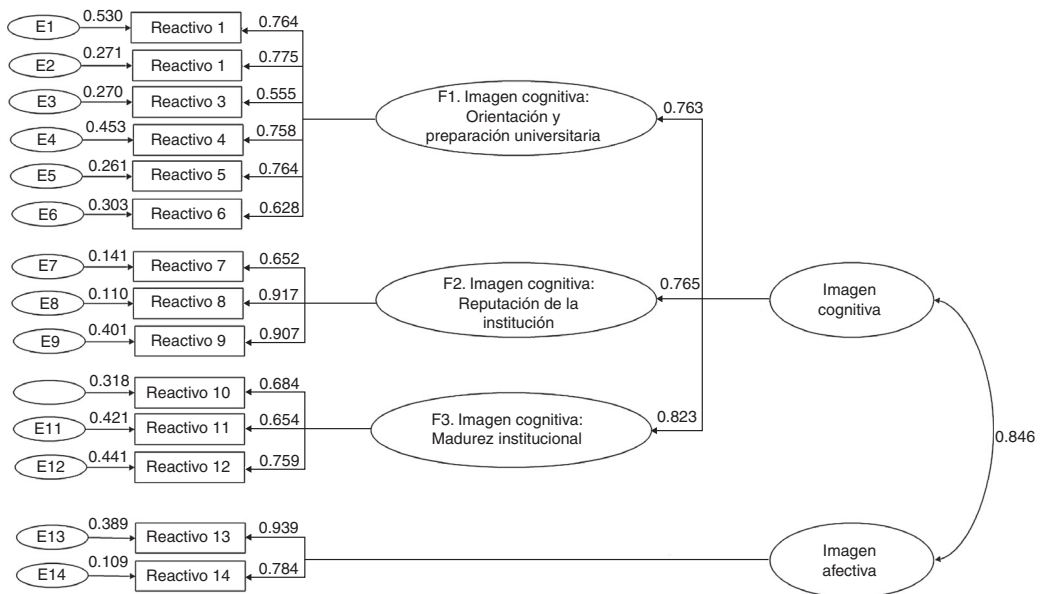 E1 0.530 Reactivo 1 0.764
E2 0.271 Reactivo 1 0.775
E3 0.270 Reactivo 3 0.555
E4 0.453 Reactivo 4 0.758
E5 0.261 Reactivo 5 0.764
E6 0.303 Reactivo 6 0.628
F1. Imagen cognitiva:
Orientación y
preparación universitaria
0.763
E7 0.141 Reactivo 7 0.652
E8 0.110 Reactivo 8 0.917
E9 0.401 Reactivo 9 0.907
F2. Imagen cognitiva:
Reputación de la
institución
0.765
Imagen
cognitiva
0.318 Reactivo 10 0.684
E11 0.421 Reactivo 11 0.654
E12 0.441 Reactivo 12 0.759
F3. Imagen cognitiva:
Madurez institucional
0.823
0.846
E13 0.389 Reactivo 13 0.939
E14 0.109 Reactivo 14 0.784
Imagen
afectiva